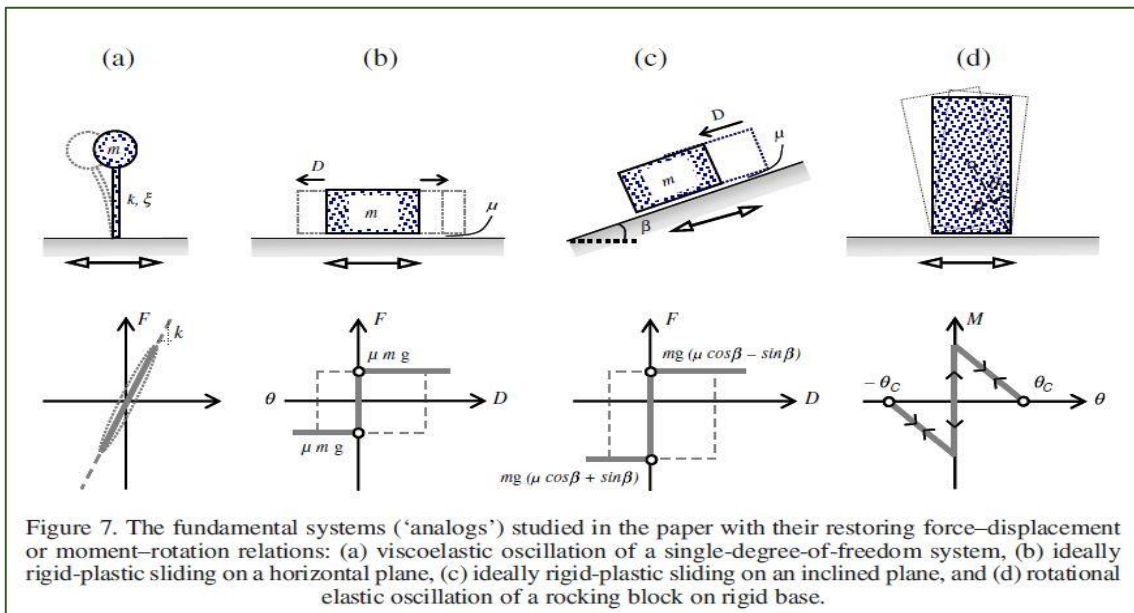 (a)
(b)
(c)
(d)
m
k, ξ
D
m
μ
D
μ
m
β
F
k
F
μ m g
θ
D
μ m g
F
mg (μ cosβ – sinβ)
D
mg (μ cosβ + sinβ)
M
– θC
θC
θ
Figure 7. The fundamental systems (‘analogs’) studied in the paper with their restoring force–displacement
or moment–rotation relations: (a) viscoelastic oscillation of a single-degree-of-freedom system, (b) ideally
rigid-plastic sliding on a horizontal plane, (c) ideally rigid-plastic sliding on an inclined plane, and (d) rotational
elastic oscillation of a rocking block on rigid base.